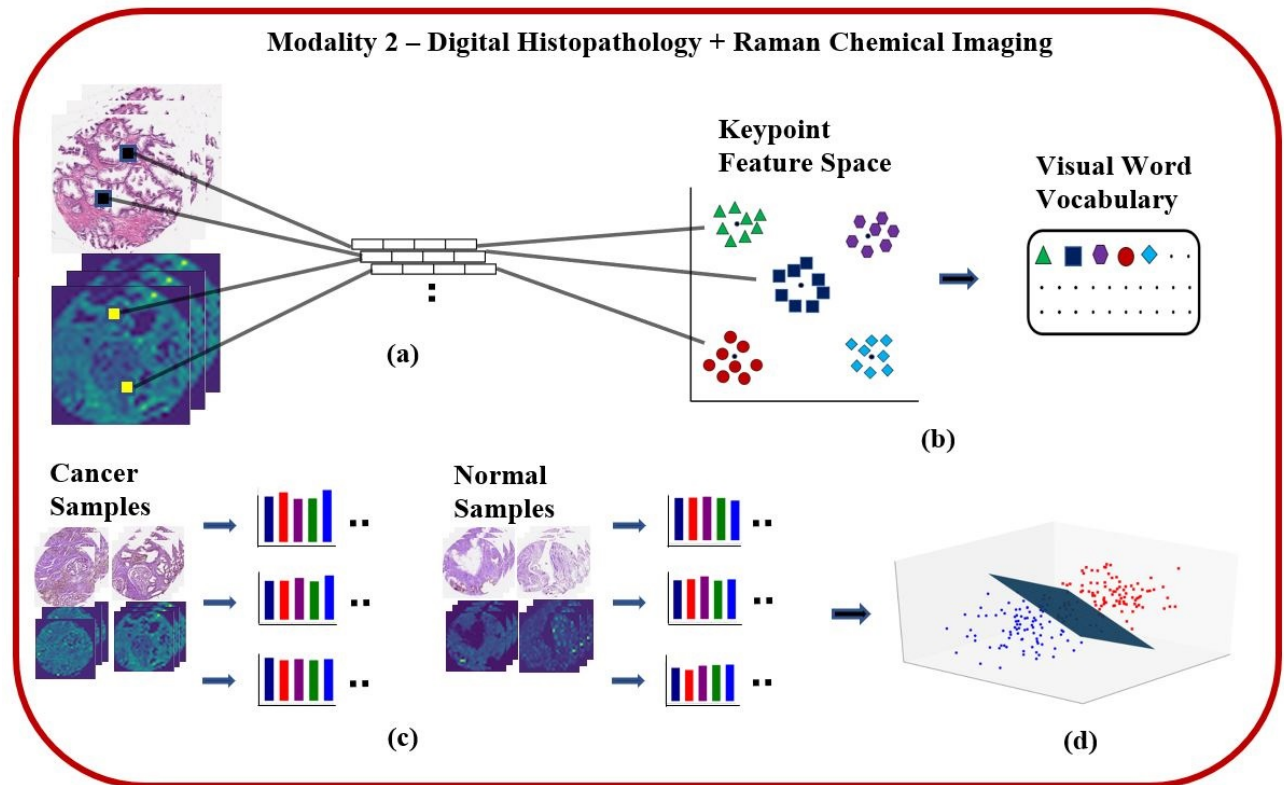 Modality 2 – Digital Histopathology + Raman Chemical Imaging
Keypoint
Feature Space
Visual Word
Vocabulary
(a)
(b)
Cancer
Samples
Normal
Samples
(c)
(d)